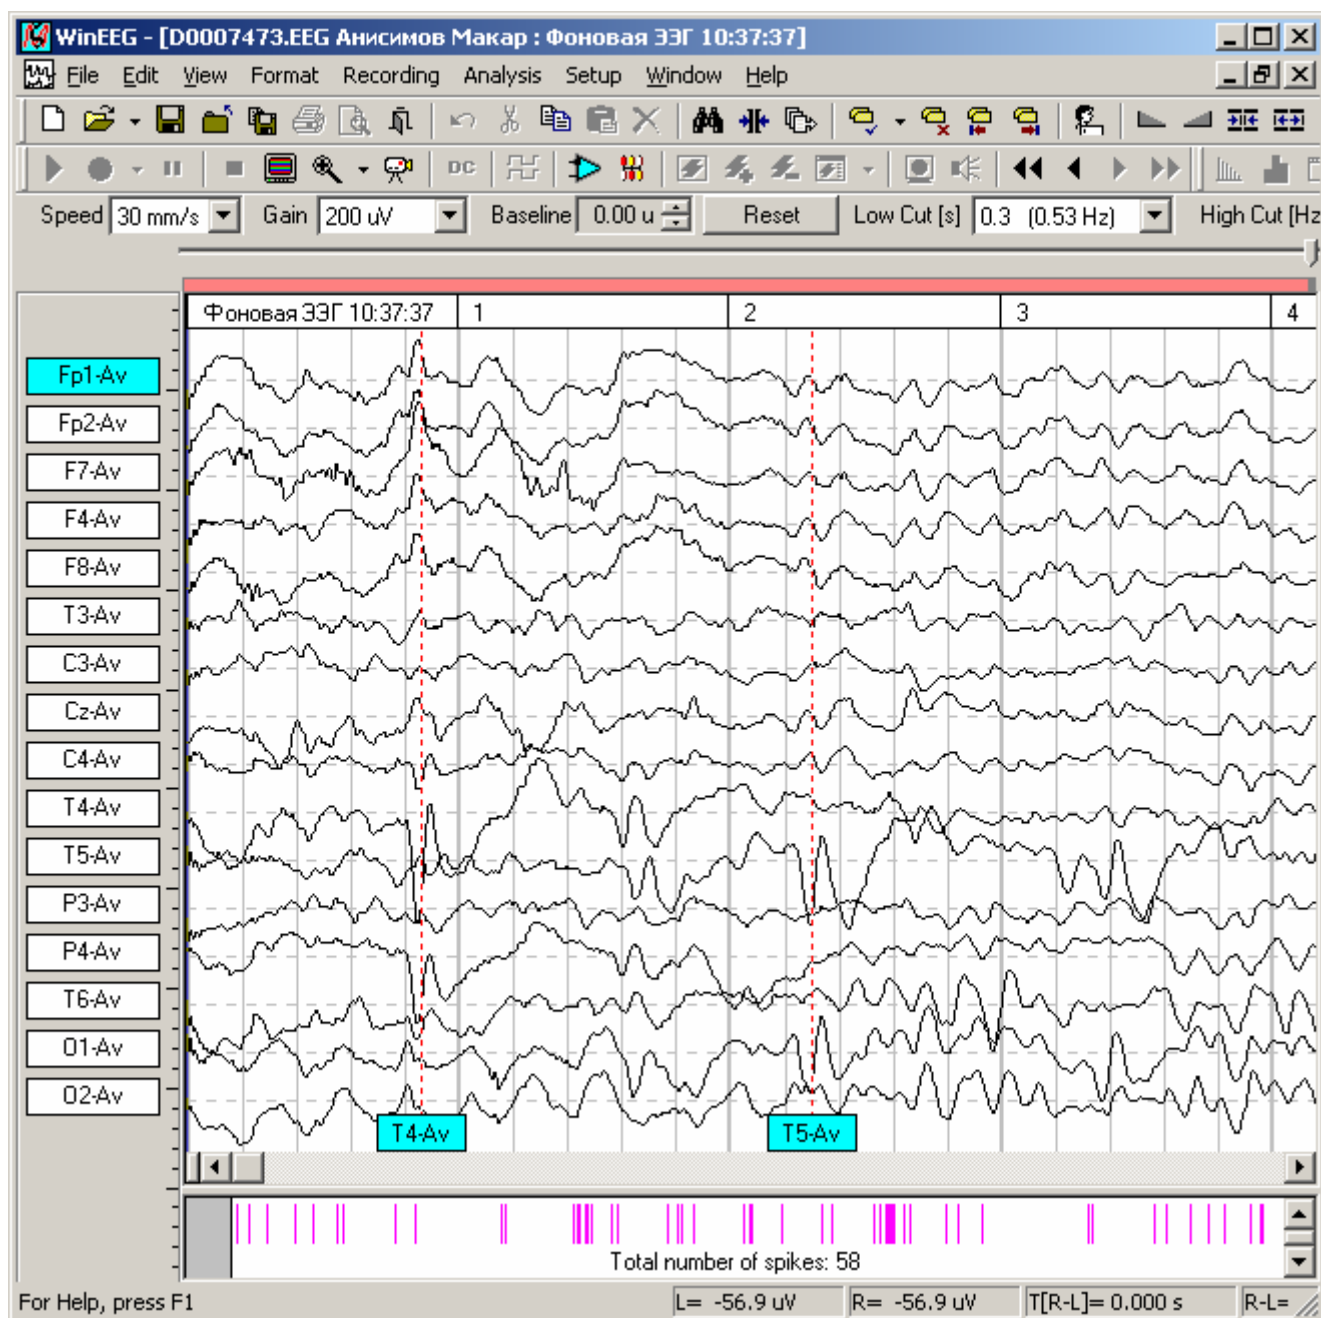 WinEEG - [D0007473.EEG Анисимов Макар : Фоновая ЭЭГ 10:37:37]
File Edit View Format Recording Analysis Setup Window Help
DC
Speed 30 mm/s Gain 200 uV Baseline 0.00 u Reset Low Cut [s] 0.3 (0.53 Hz) High Cut [Hz
Фоновая ЭЭГ 10:37:37 1 2 3 4
Fp1-Av
Fp2-Av
F7-Av
F4-Av
F8-Av
T3-Av
C3-Av
Cz-Av
C4-Av
T4-Av
T5-Av
P3-Av
P4-Av
T6-Av
O1-Av
O2-Av
T4-Av T5-Av
Total number of spikes: 58
For Help, press F1 L= -56.9 uV R= -56.9 uV T[R-L]= 0.000 s R-L=